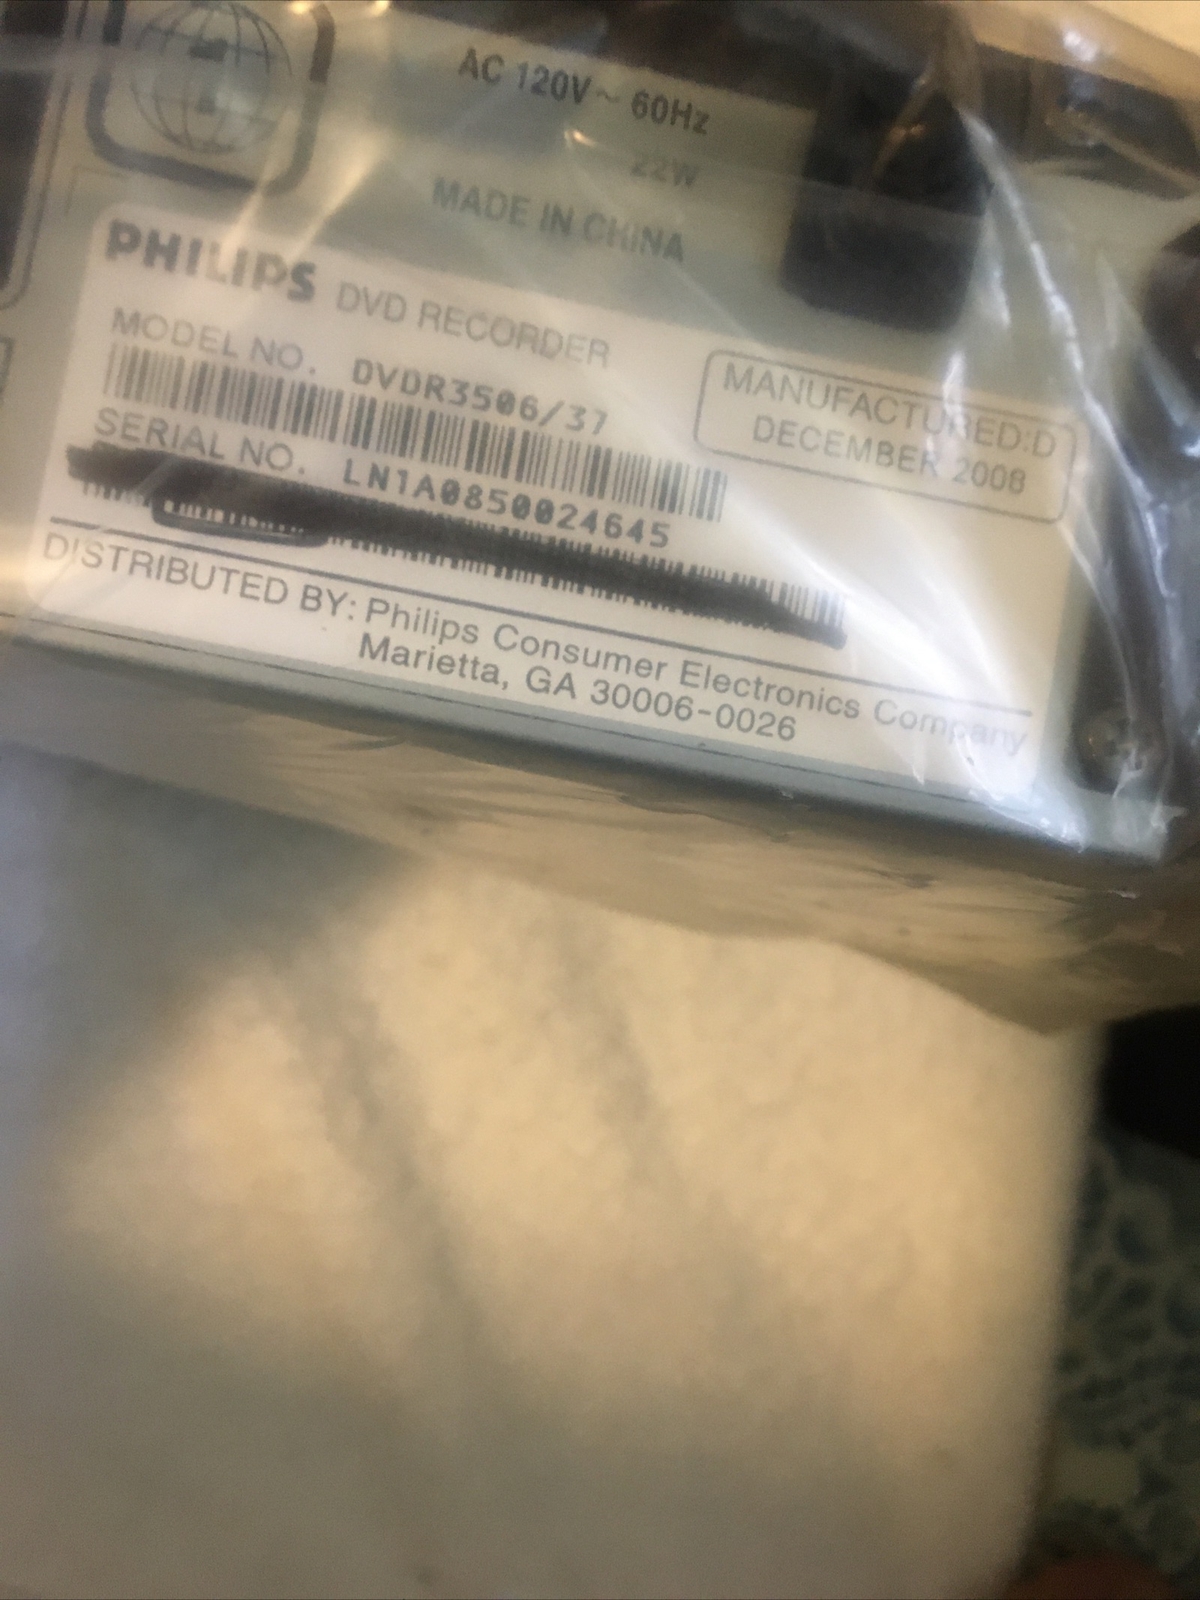 AC 120V~ 60Hz
22W
MADE IN CHINA
PHILIPS DVD RECORDER
MODEL NO. DVDR3506/37
MANUFACTURED:D
DECEMBER 2008
SERIAL NO. LN1A0850024645
DISTRIBUTED BY: Philips Consumer Electronics Company
Marietta, GA 30006-0026